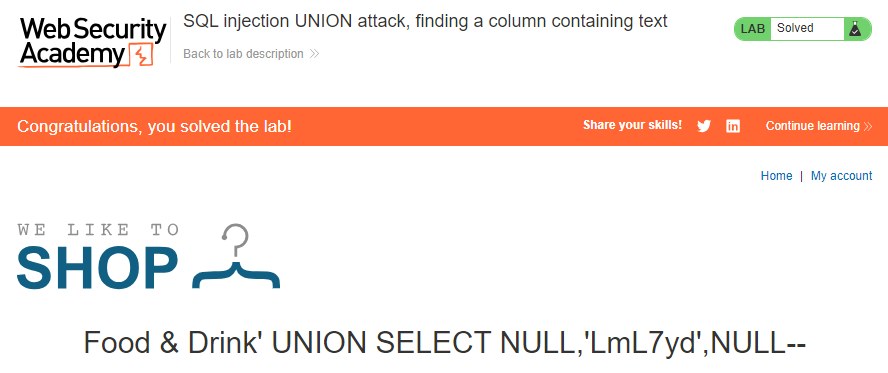 Web Security
Academy
SQL injection UNION attack, finding a column containing text
Back to lab description
LAB Solved
Congratulations, you solved the lab!
Share your skills!
Continue learning
Home | My account
WE LIKE TO
SHOP
Food & Drink' UNION SELECT NULL,'LmL7yd',NULL--